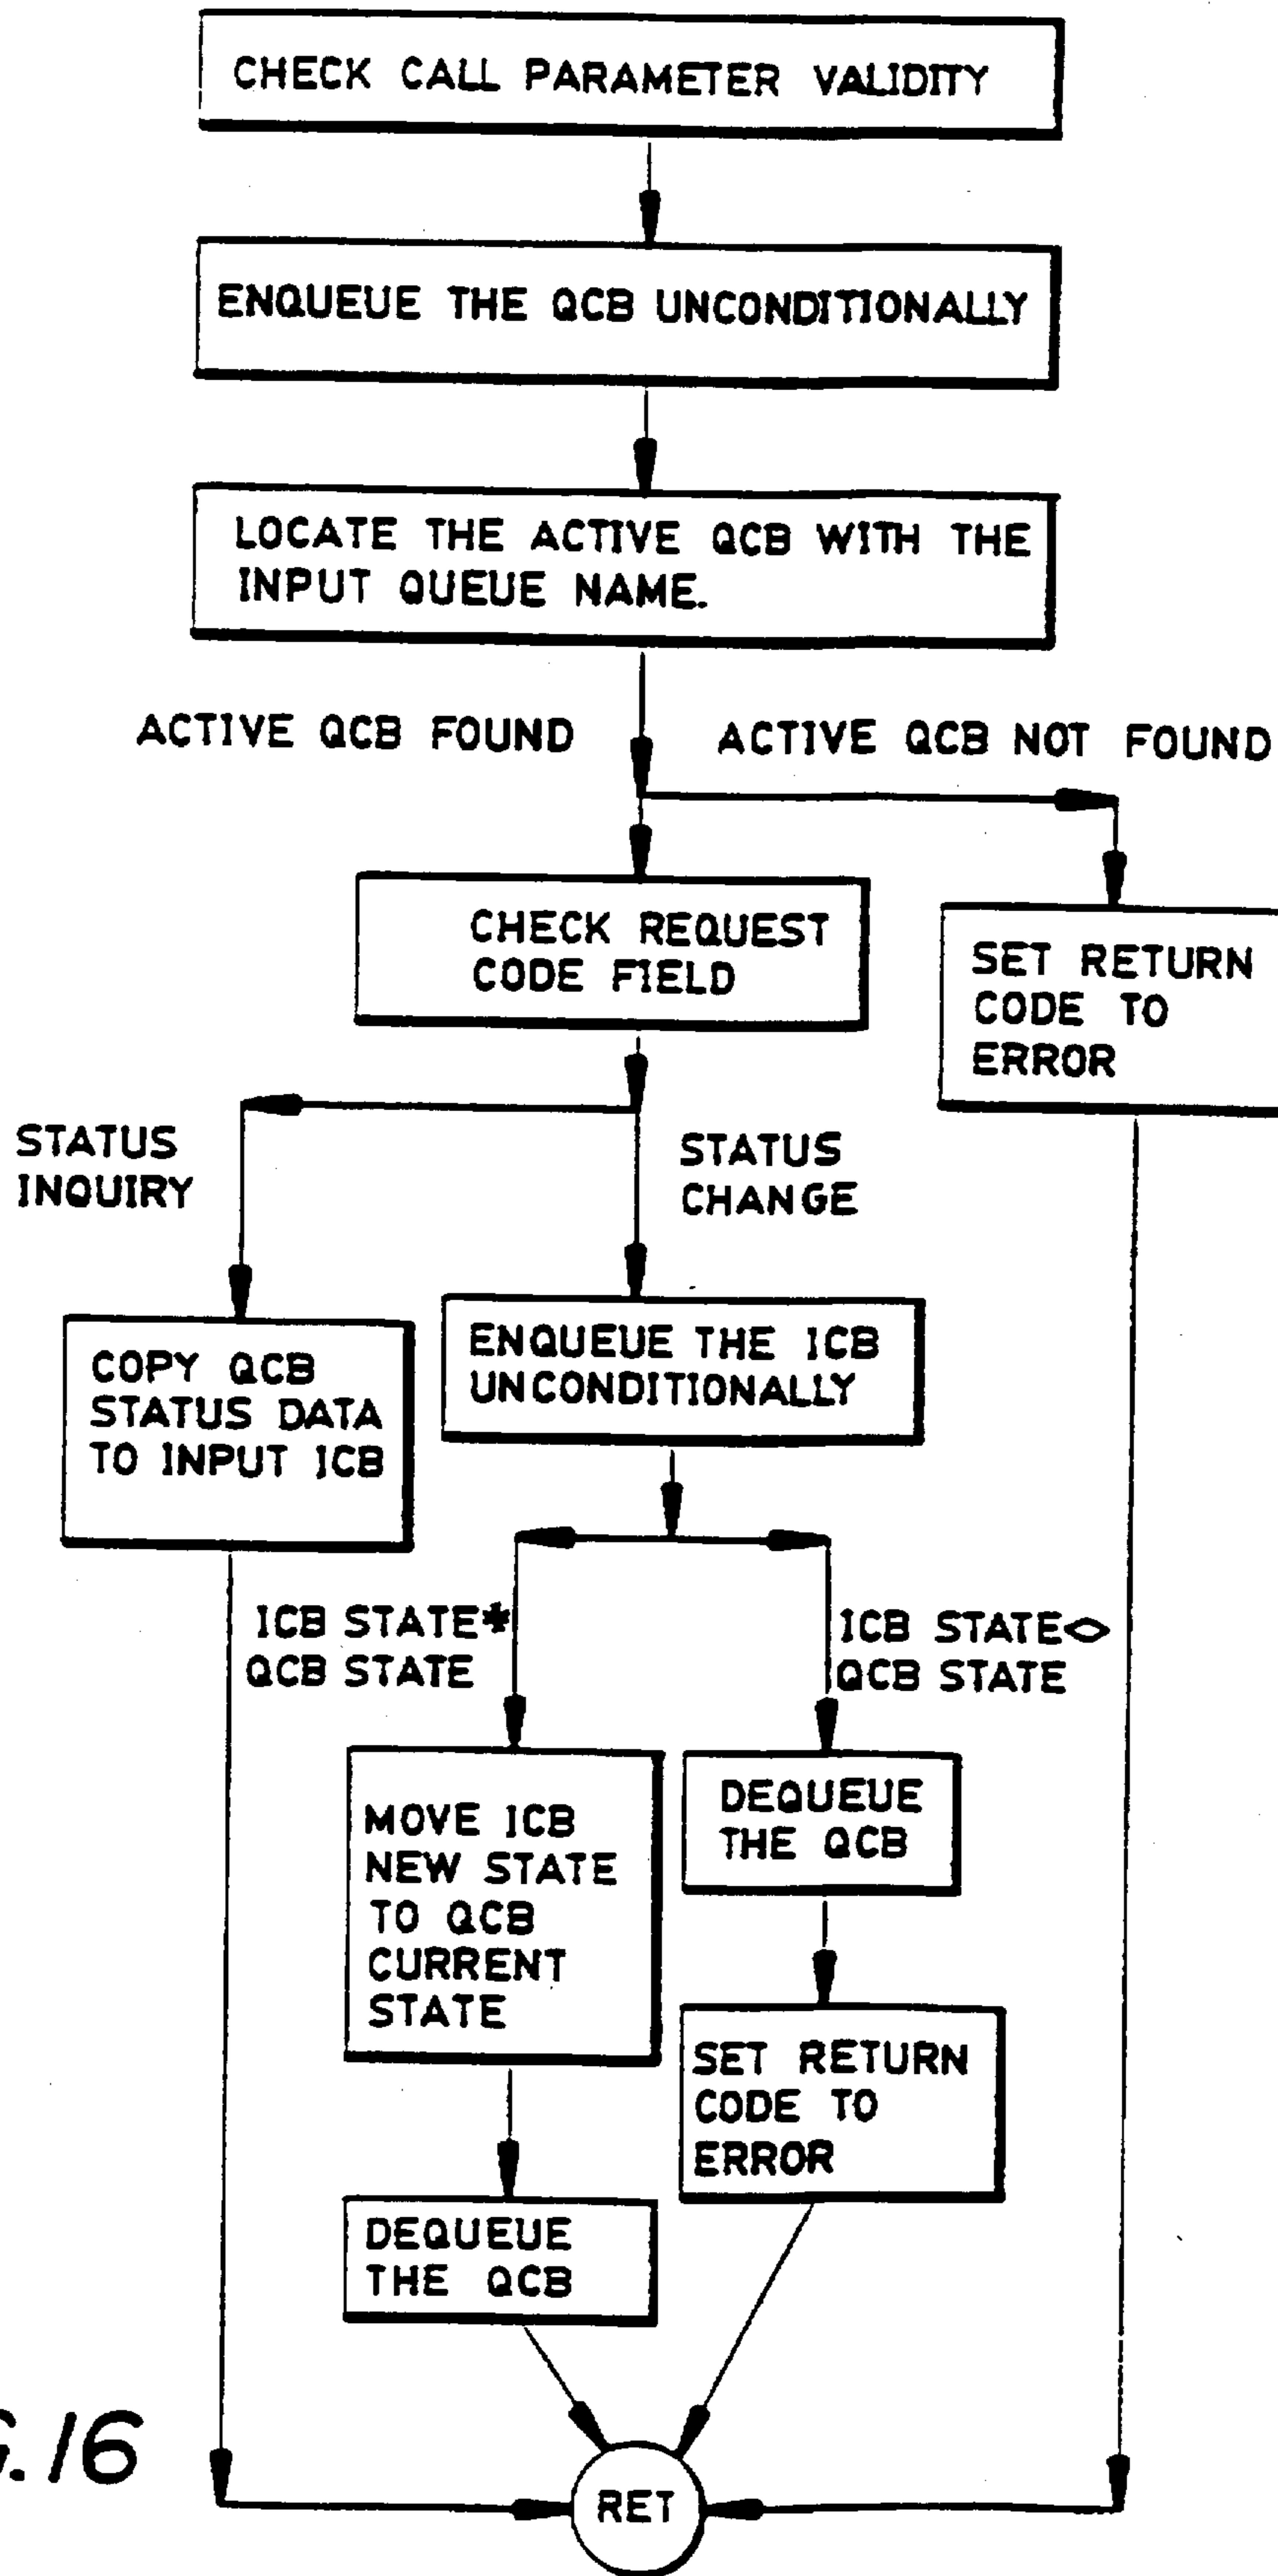 CHECK CALL PARAMETER VALIDITY
ENQUEUE THE QCB UNCONDITIONALLY
LOCATE THE ACTIVE QCB WITH THE
INPUT QUEUE NAME.
ACTIVE QCB FOUND
ACTIVE QCB NOT FOUND
CHECK REQUEST
CODE FIELD
SET RETURN
CODE TO
ERROR
STATUS
INQUIRY
STATUS
CHANGE
COPY QCB
STATUS DATA
TO INPUT ICB
ENQUEUE THE ICB
UNCONDITIONALLY
ICB STATE*
QCB STATE
ICB STATE<>
QCB STATE
MOVE ICB
NEW STATE
TO QCB
CURRENT
STATE
DEQUEUE
THE QCB
SET RETURN
CODE TO
ERROR
DEQUEUE
THE QCB
RET
G.16